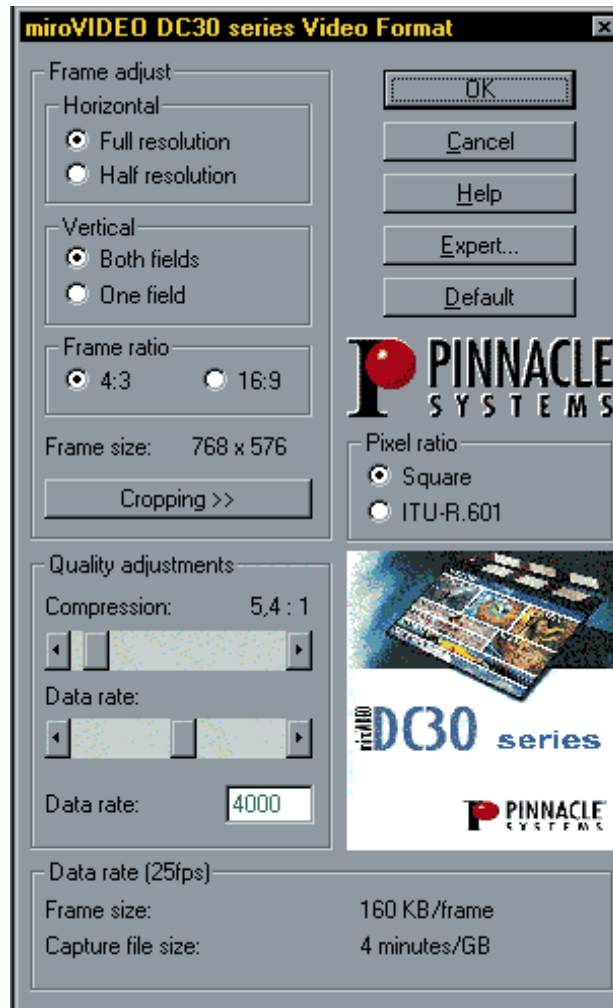 miroVIDEO DC30 series Video Format
Frame adjust
Horizontal
Full resolution
Half resolution
Vertical
Both fields
One field
Frame ratio
4:3 16:9
Frame size: 768 x 576
Cropping >>
OK
Cancel
Help
Expert...
Default
PINNACLE
SYSTEMS
Pixel ratio
Square
ITU-R.601
Quality adjustments
Compression: 5,4 : 1
Data rate:
Data rate: 4000
miroVIDEO DC30 series
PINNACLE
SYSTEMS
Data rate (25fps)
Frame size: 160 KB/frame
Capture file size: 4 minutes/GB